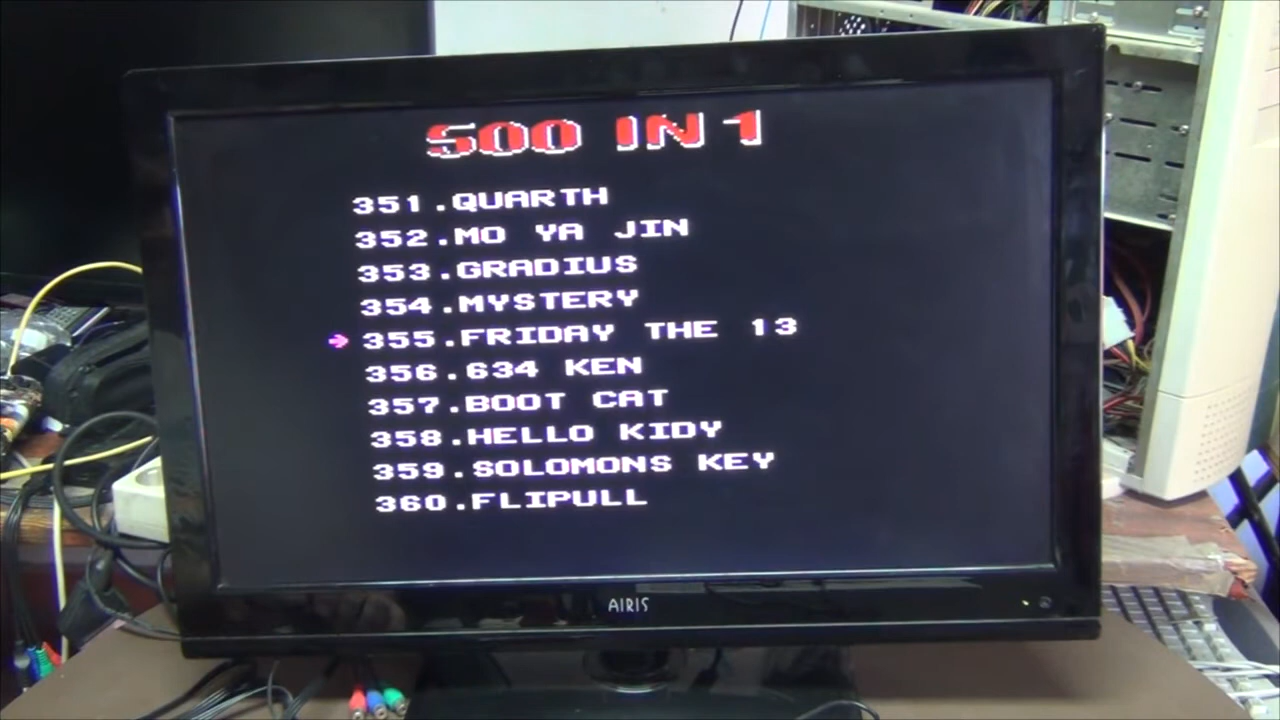 500 IN 1
351.QUARTH
352.MO YA JIN
353.GRADIUS
354.MYSTERY
355.FRIDAY THE 13
356.634 KEN
357.BOOT CAT
358.HELLO KIDY
359.SOLOMONS KEY
360.FLIPULL
AIRIS